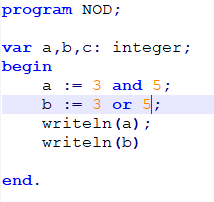 program NOD;
var a,b,c: integer;
begin
a := 3 and 5;
b := 3 or 5;
writeln(a);
writeln(b)
end.